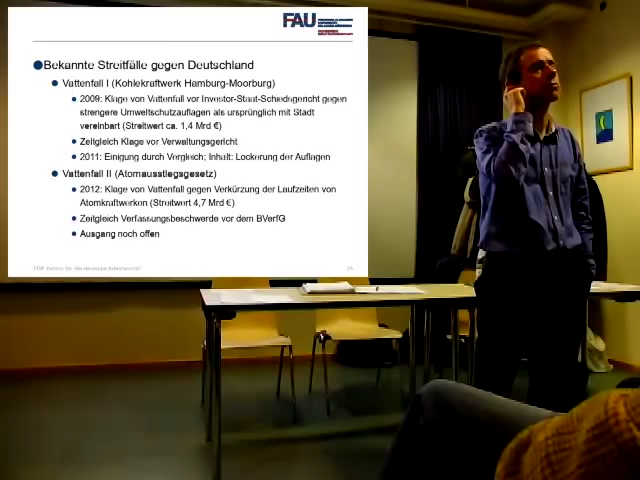 FAU
Bekannte Streitfälle gegen Deutschland
Vattenfall I (Kohlekraftwerk Hamburg-Moorburg)
2009: Klage von Vattenfall vor Investor-Staat-Schiedsgericht gegen
strengere Umweltschutzauflagen als ursprünglich mit Stadt
vereinbart (Streitwert ca. 1,4 Mrd €)
Zeitgleich Klage vor Verwaltungsgericht
2011: Einigung durch Vergleich; Inhalt: Lockerung der Auflagen
Vattenfall II (Atomausstiegsgesetz)
2012: Klage von Vattenfall gegen Verkürzung der Laufzeiten von
Atomkraftwerken (Streitwert 4,7 Mrd €)
Zeitgleich Verfassungsbeschwerde vor dem BVerfG
Ausgang noch offen